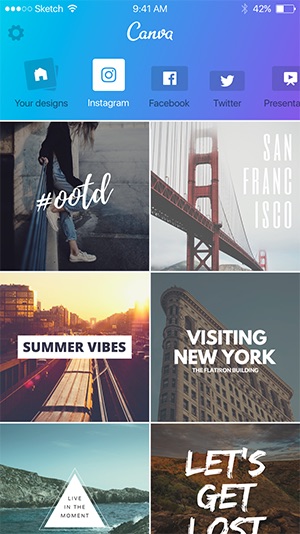 Sketch
9:41 AM
42%
Canva
Your designs
Instagram
Facebook
Twitter
Presenta
#ootd
SAN
FRANC
ISCO
SUMMER VIBES
VISITING
NEW YORK
THE FLATIRON BUILDING
LIVE
IN THE
MOMENT
LET'S
GET
LOST